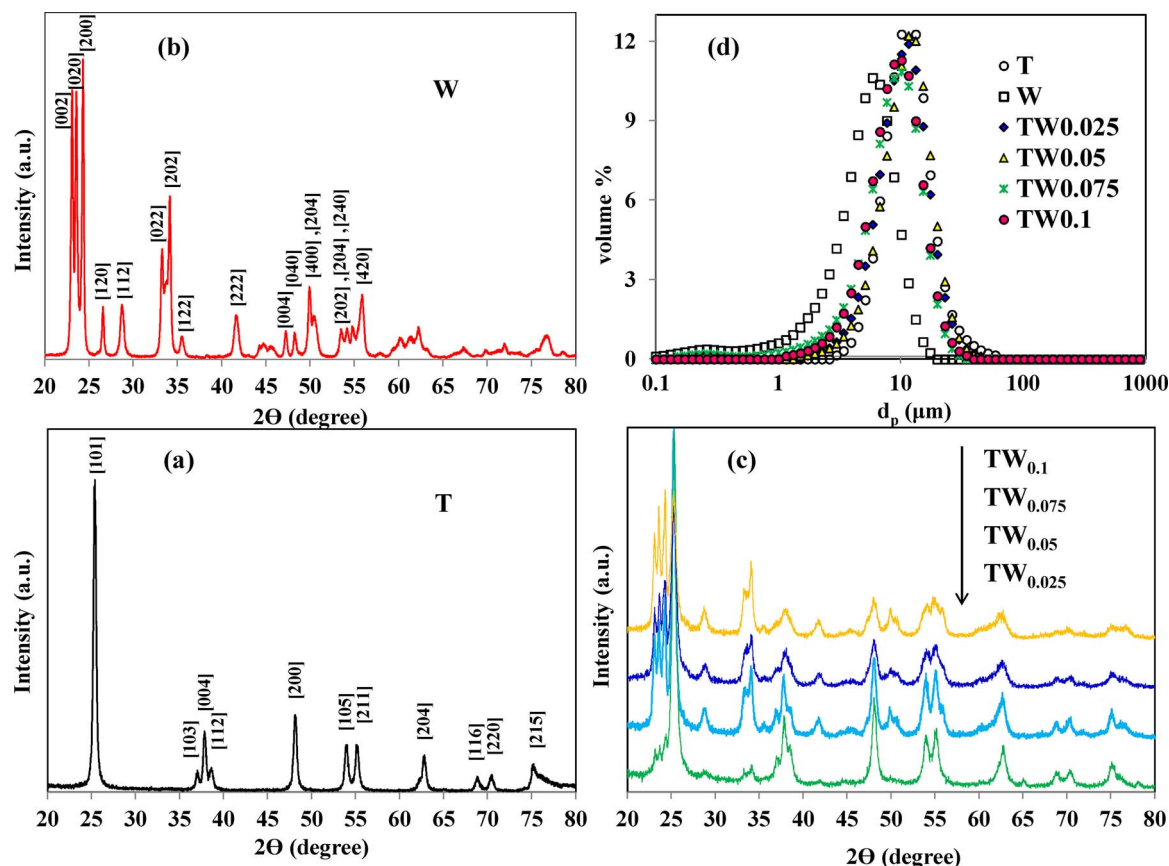 (b)
W
[002]
[020]
[200]
[120]
[112]
[022]
[202]
[122]
[222]
[004]
[040]
[400] ,[204]
[202] ,[204] ,[240]
[420]
Intensity (a.u.)
20 25 30 35 40 45 50 55 60 65 70 75 80
2Θ (degree)
(d)
T
W
TW0.025
TW0.05
TW0.075
TW0.1
volume %
12
9
6
3
0
0.1 1 10 100 1000
dp (µm)
(a)
T
[101]
[103]
[004]
[112]
[200]
[105]
[211]
[204]
[116]
[220]
[215]
Intensity (a.u.)
20 25 30 35 40 45 50 55 60 65 70 75 80
2Θ (degree)
(c)
TW0.1
TW0.075
TW0.05
TW0.025
Intensity (a.u.)
20 25 30 35 40 45 50 55 60 65 70 75 80
2Θ (degree)